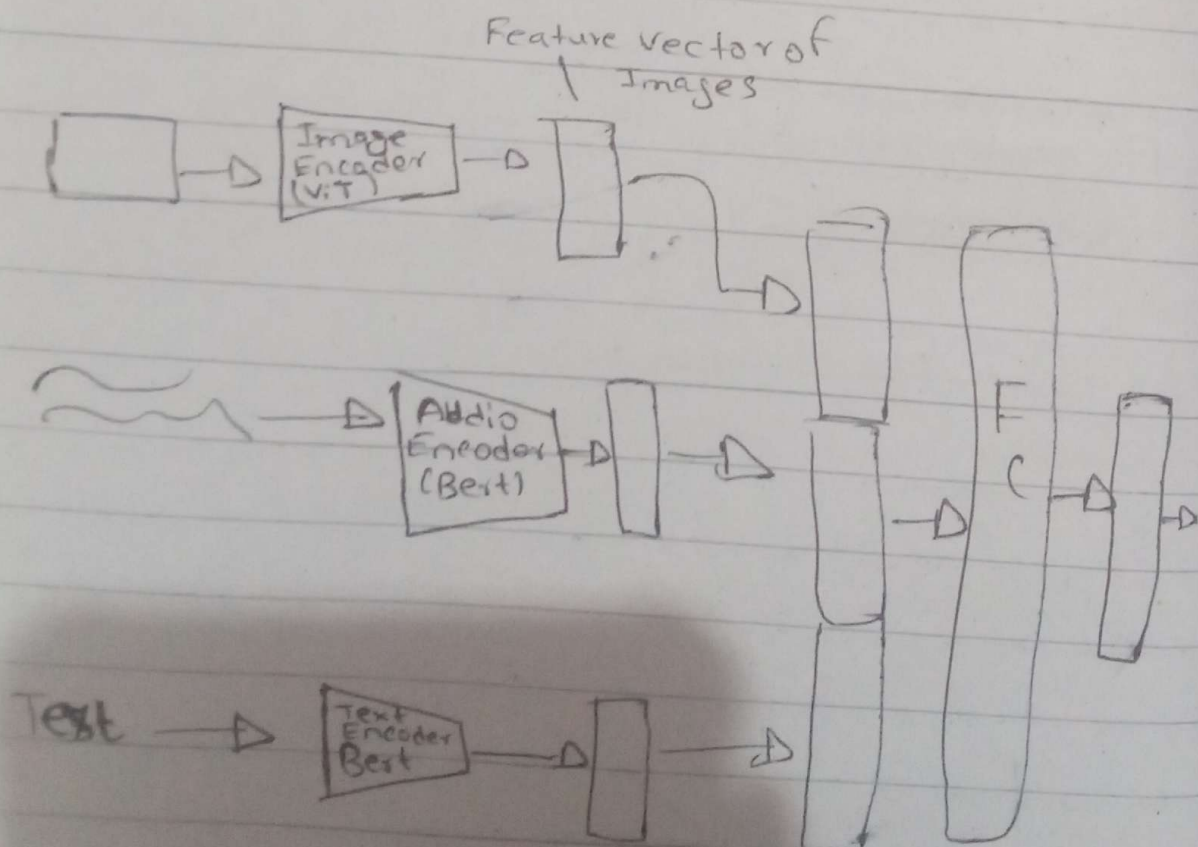 Feature vector of
Images
Image
Encoder
(ViT)
Audio
Encoder
(Bert)
F
C
Text
Text
Encoder
Bert